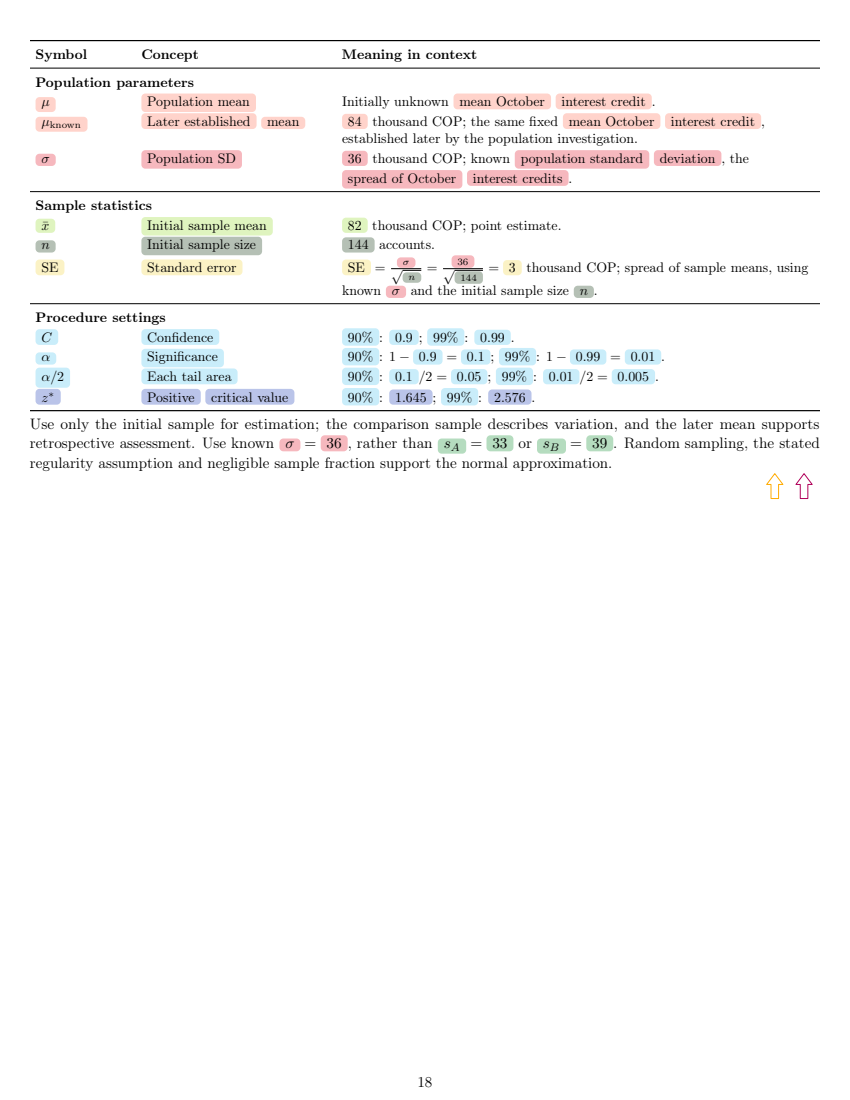 Symbol Concept Meaning in context
Population parameters
μ Population mean Initially unknown mean October interest credit.
μknown Later established mean 84 thousand COP; the same fixed mean October interest credit,
established later by the population investigation.
σ Population SD 36 thousand COP; known population standard deviation, the
spread of October interest credits.
Sample statistics
x̄ Initial sample mean 82 thousand COP; point estimate.
n Initial sample size 144 accounts.
SE Standard error SE = σ/√n = 36/√144 = 3 thousand COP; spread of sample means, using
known σ and the initial sample size n.
Procedure settings
C Confidence 90%: 0.9; 99%: 0.99.
α Significance 90%: 1 − 0.9 = 0.1; 99%: 1 − 0.99 = 0.01.
α/2 Each tail area 90%: 0.1/2 = 0.05; 99%: 0.01/2 = 0.005.
z* Positive critical value 90%: 1.645; 99%: 2.576.
Use only the initial sample for estimation; the comparison sample describes variation, and the later mean supports
retrospective assessment. Use known σ = 36, rather than s_A = 33 or s_B = 39. Random sampling, the stated
regularity assumption and negligible sample fraction support the normal approximation.
18